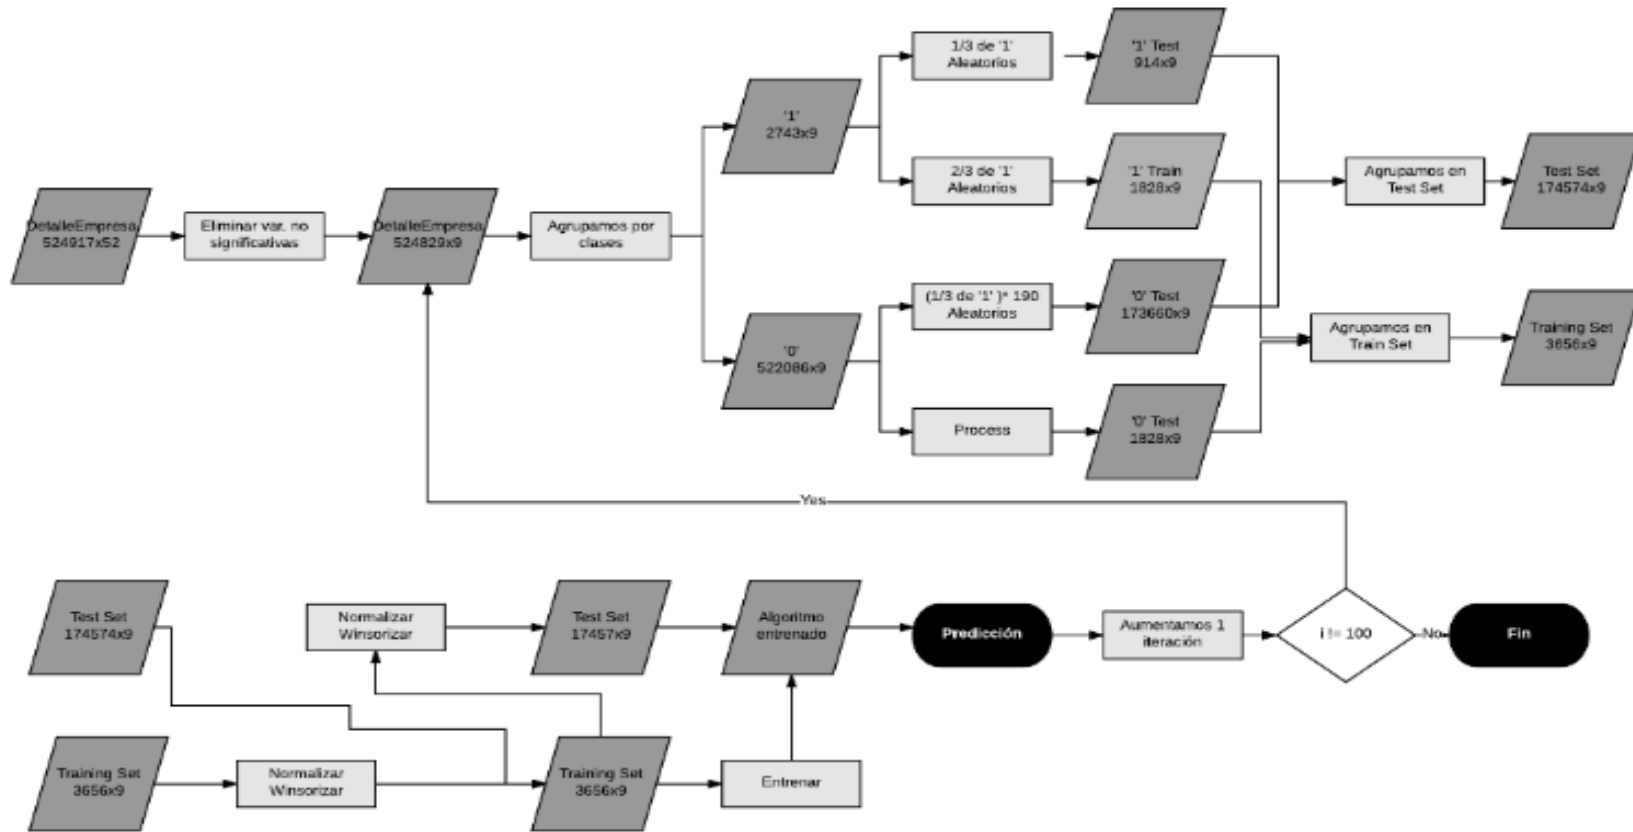 1/3 de '1'
Aleatorios
'1' Test
914x9
'1'
2743x9
2/3 de '1'
Aleatorios
'1' Train
1828x9
Agrupamos en
Test Set
Test Set
174574x9
DetalleEmpresa
524917x52
Eliminar var. no
significativas
DetalleEmpresa
524829x9
Agrupamos por
clases
(1/3 de '1' )* 190
Aleatorios
'0' Test
173660x9
Agrupamos en
Train Set
Training Set
3656x9
'0'
522086x9
Process
'0' Test
1828x9
Yes
Test Set
174574x9
Normalizar
Winsorizar
Test Set
17457x9
Algoritmo
entrenado
Predicción
Aumentamos 1
iteración
i != 100
No
Fin
Training Set
3656x9
Normalizar
Winsorizar
Training Set
3656x9
Entrenar